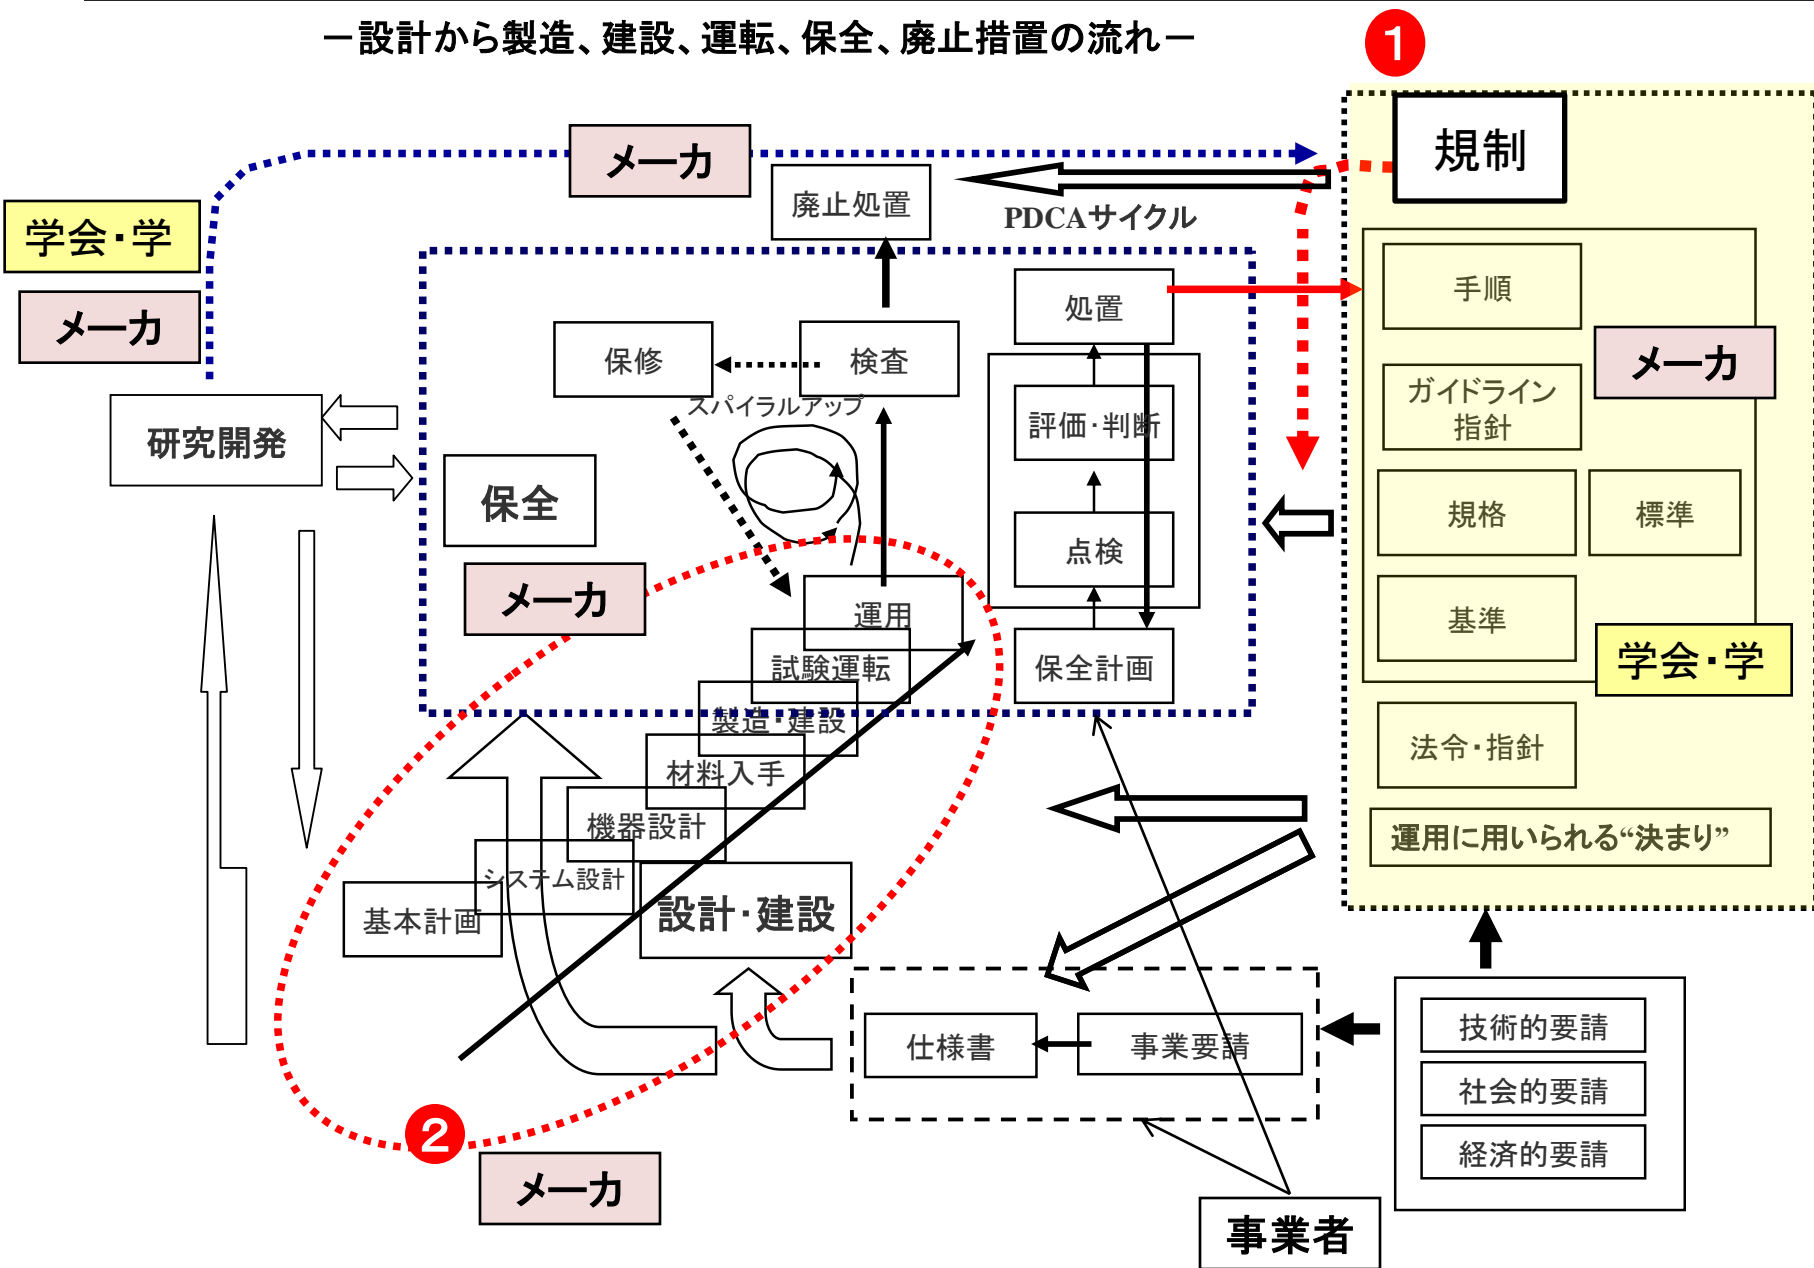 －設計から製造、建設、運転、保全、廃止措置の流れ－
1
規制
メーカ
廃止処置
PDCAサイクル
学会・学
メーカ
処置
手順
保修
検査
メーカ
スパイラルアップ
評価・判断
ガイドライン
指針
研究開発
保全
点検
規格
標準
メーカ
運用
基準
試験運転
保全計画
学会・学
製造・建設
材料入手
法令・指針
機器設計
運用に用いられる“決まり”
システム設計
基本計画
設計・建設
仕様書
事業要請
技術的要請
社会的要請
経済的要請
2
メーカ
事業者